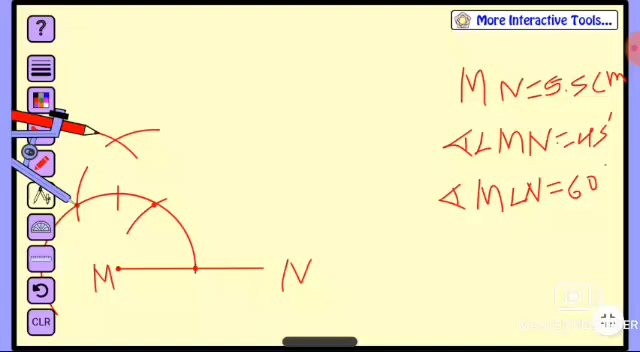 ?
More Interactive Tools...
MN=5.5cm
∢LMN=45°
∢MLN=60°
M N
CLR